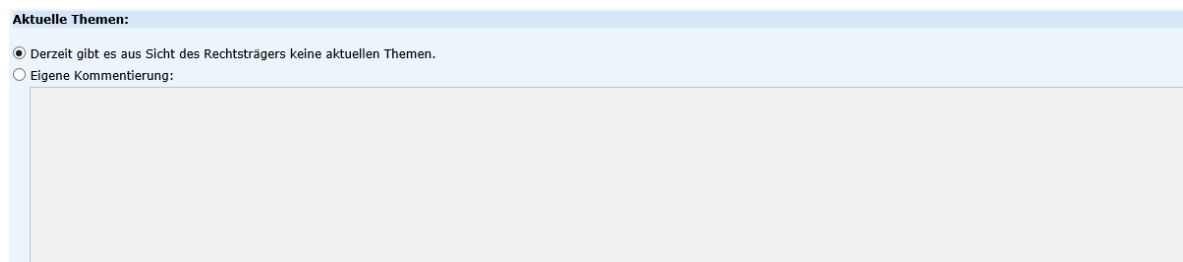 Aktuelle Themen:
Derzeit gibt es aus Sicht des Rechtsträgers keine aktuellen Themen.
Eigene Kommentierung: